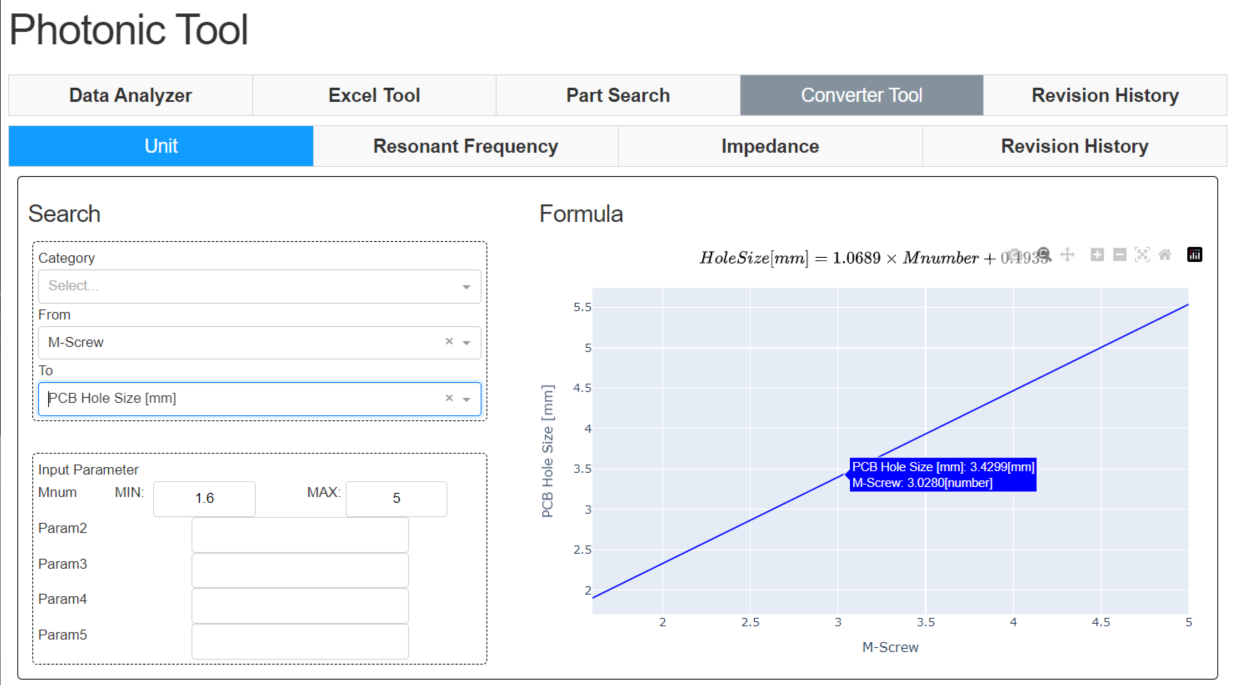 Photonic Tool
Data Analyzer Excel Tool Part Search Converter Tool Revision History
Unit Resonant Frequency Impedance Revision History
Search
Category
Select...
From
M-Screw
To
PCB Hole Size [mm]
Input Parameter
Mnum MIN: 1.6 MAX: 5
Param2
Param3
Param4
Param5
Formula
HoleSize[mm] = 1.0689 × Mnumber + 0.1935
5.5
5
4.5
4
3.5
3
2.5
2
PCB Hole Size [mm]
PCB Hole Size [mm]: 3.4299[mm]
M-Screw: 3.0280[number]
2 2.5 3 3.5 4 4.5 5
M-Screw